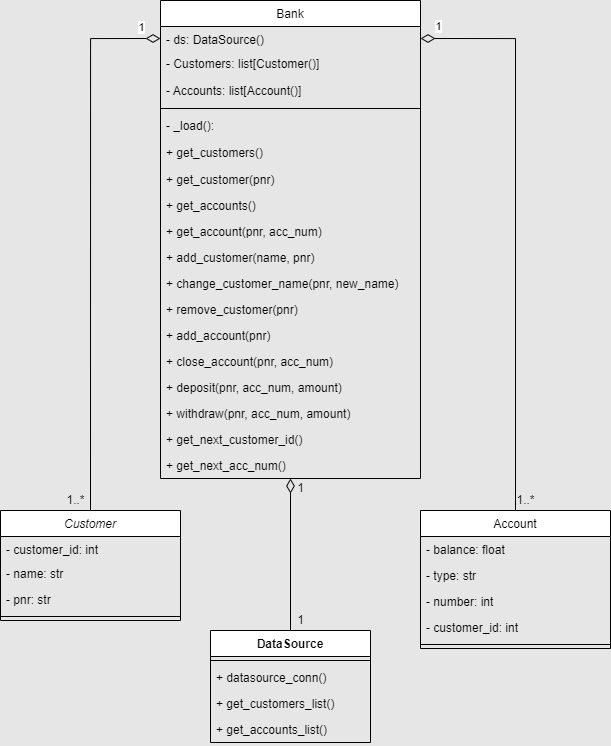 Bank
1
1
- ds: DataSource()
- Customers: list[Customer()]
- Accounts: list[Account()]
- _load():
+ get_customers()
+ get_customer(pnr)
+ get_accounts()
+ get_account(pnr, acc_num)
+ add_customer(name, pnr)
+ change_customer_name(pnr, new_name)
+ remove_customer(pnr)
+ add_account(pnr)
+ close_account(pnr, acc_num)
+ deposit(pnr, acc_num, amount)
+ withdraw(pnr, acc_num, amount)
+ get_next_customer_id()
+ get_next_acc_num()
1
1..*
Customer
- customer_id: int
- name: str
- pnr: str
1..*
Account
- balance: float
- type: str
- number: int
- customer_id: int
1
DataSource
+ datasource_conn()
+ get_customers_list()
+ get_accounts_list()